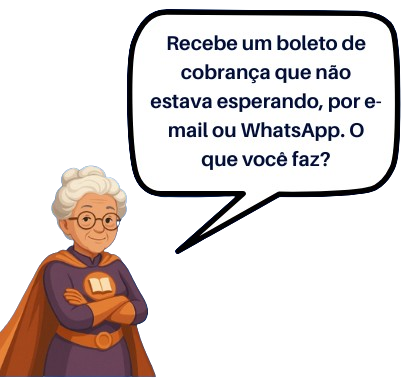 Recebe um boleto de
cobrança que não
estava esperando, por e-
mail ou WhatsApp. O
que você faz?